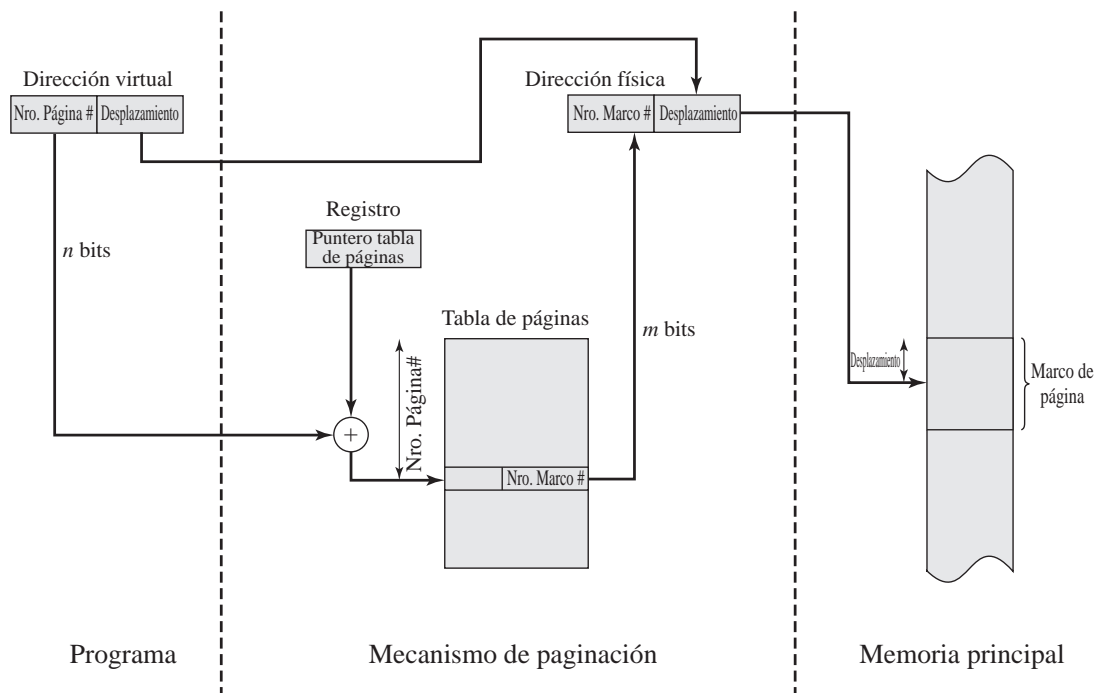 Dirección virtual
Nro. Página # Desplazamiento
n bits
Dirección física
Nro. Marco # Desplazamiento
Registro
Puntero tabla
de páginas
Tabla de páginas
m bits
Nro. Página#
+
Nro. Marco #
Desplazamiento
Marco de
página
Programa
Mecanismo de paginación
Memoria principal